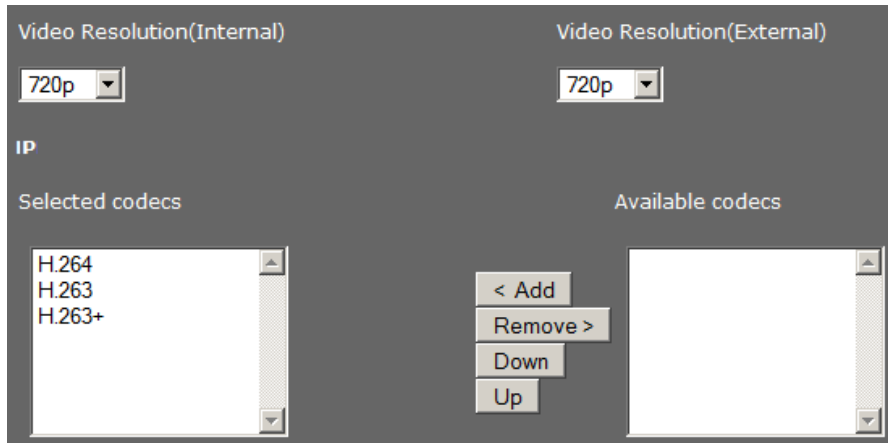 Video Resolution(Internal)
Video Resolution(External)
720p
720p
IP
Selected codecs
Available codecs
H.264
H.263
H.263+
< Add
Remove >
Down
Up